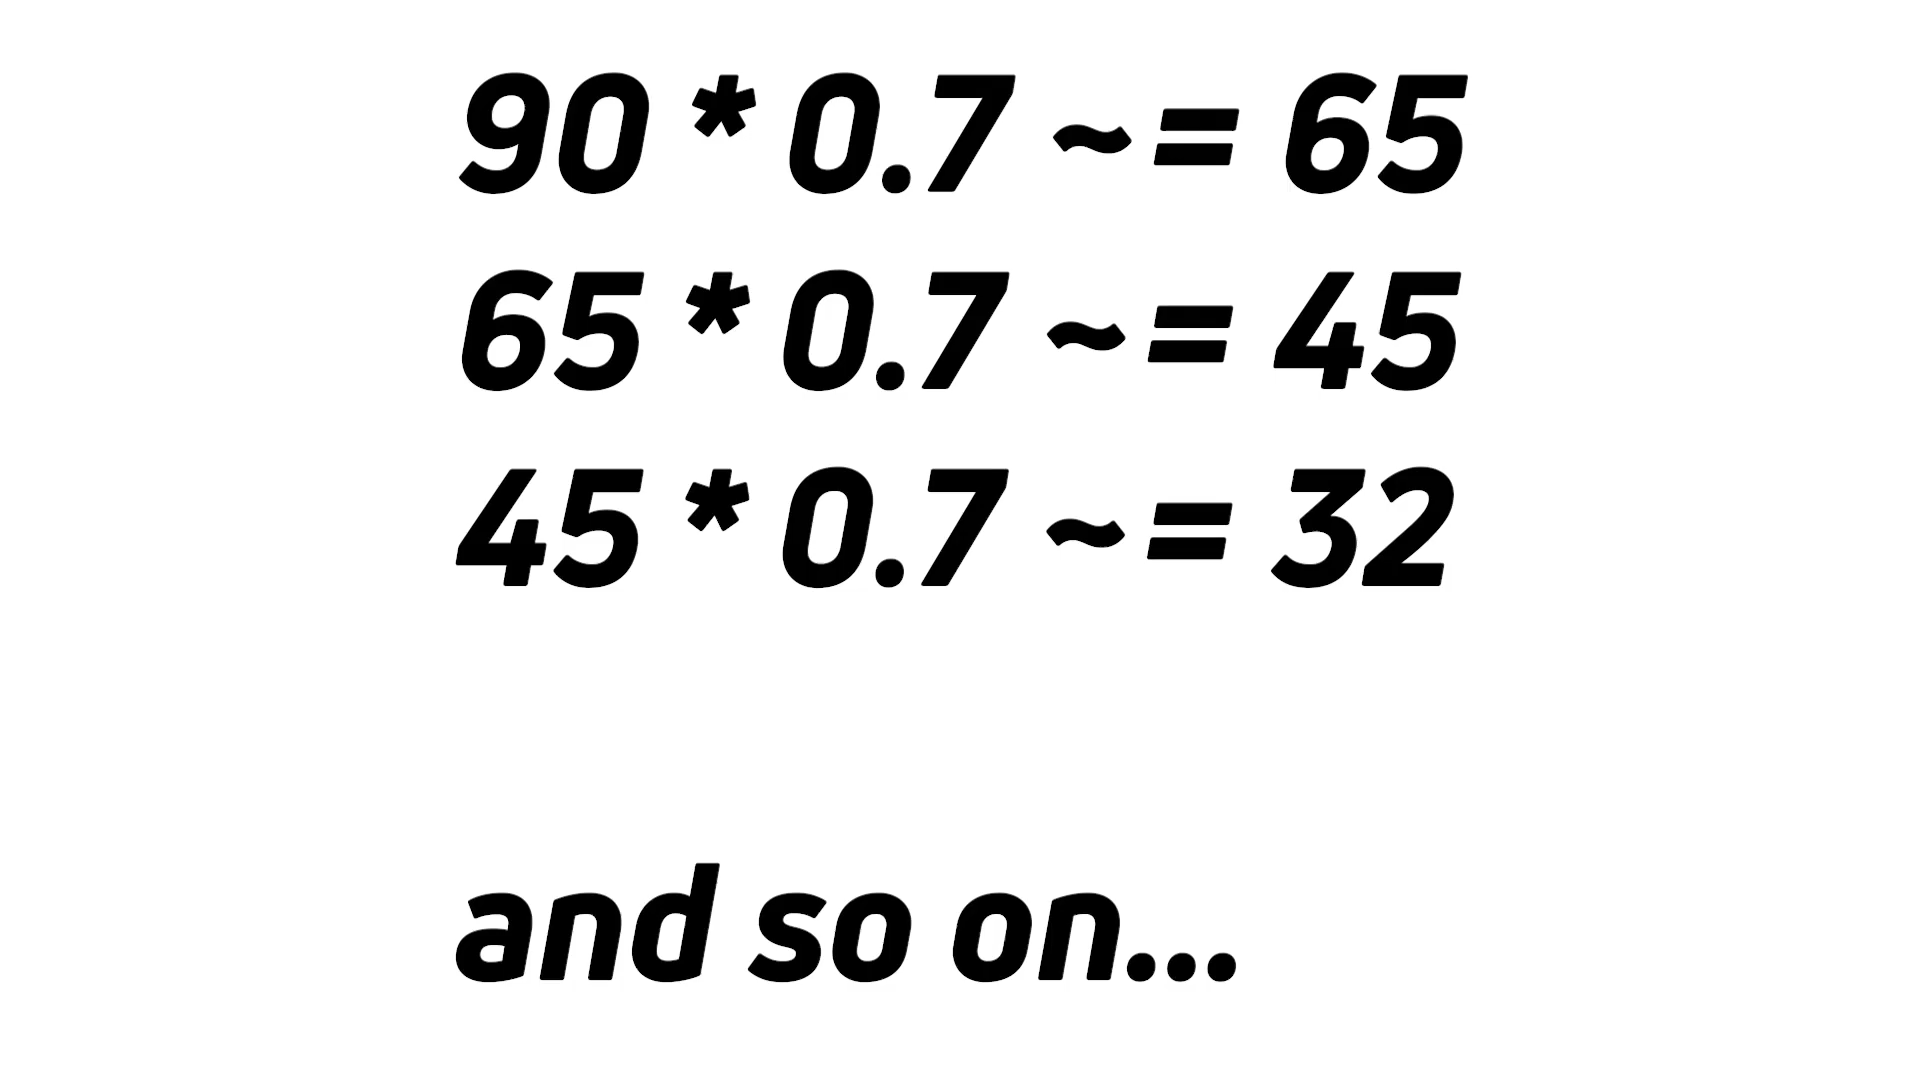 90 * 0.7 ~= 65
65 * 0.7 ~= 45
45 * 0.7 ~= 32
and so on...